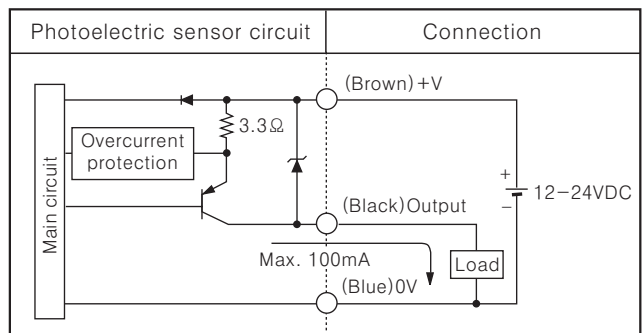 Photoelectric sensor circuit
Connection
(Brown)+V
3.3Ω
Overcurrent
protection
Main circuit
+
12−24VDC
−
(Black)Output
Max. 100mA
Load
(Blue)0V